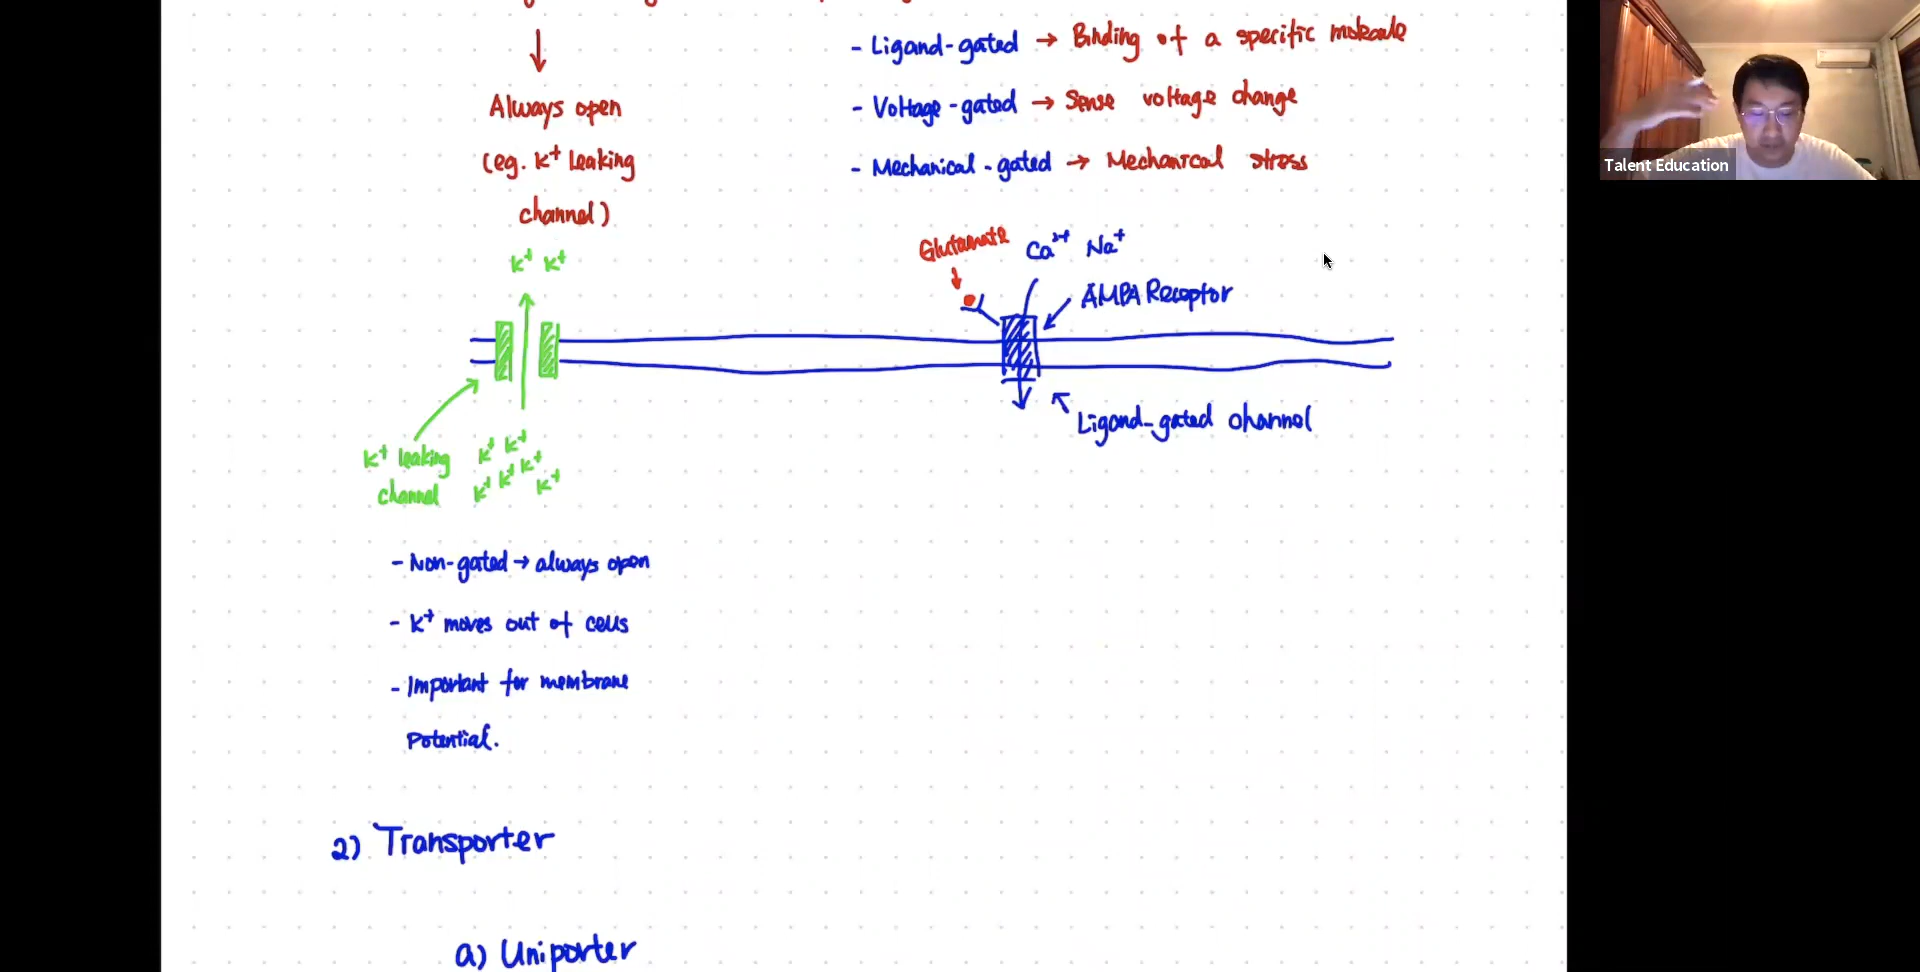 - Ligand-gated → Binding of a specific molecule
- Voltage-gated → Sense voltage change
- Mechanical-gated → Mechanical stress
Always open
(eg. K⁺ leaking
channel)
K⁺ K⁺
Glutamate
Ca²⁺ Na⁺
AMPA Receptor
Ligand-gated channel
K⁺ leaking
channel
K⁺ K⁺
K⁺ K⁺ K⁺ K⁺
- Non-gated → always open
- K⁺ moves out of cells
- Important for membrane
Potential.
2) Transporter
a) Uniporter
Talent Education